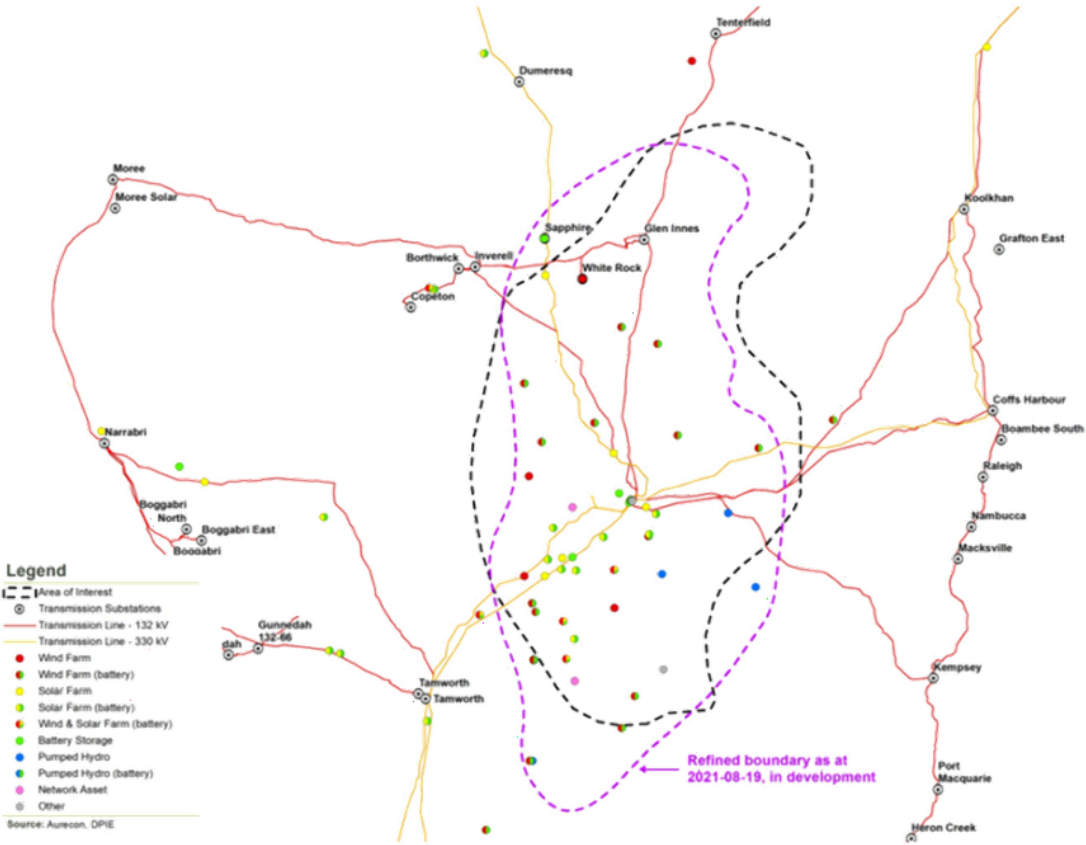 Tenterfield
Dumeresq
Moree
Moree Solar
Koolkhan
Sapphire
Glen Innes
Grafton East
Borthwick
Inverell
White Rock
Copeton
Coffs Harbour
Boambee South
Narrabri
Raleigh
Boggabri
North
Boggabri East
Boggabri
Nambucca
Macksville
Gunnedah
132-66
dah
Tamworth
Tamworth
Kempsey
Port
Macquarie
Heron Creek
Refined boundary as at
2021-08-19, in development
Legend
Area of Interest
Transmission Substations
Transmission Line - 132 kV
Transmission Line - 330 kV
Wind Farm
Wind Farm (battery)
Solar Farm
Solar Farm (battery)
Wind & Solar Farm (battery)
Battery Storage
Pumped Hydro
Pumped Hydro (battery)
Network Asset
Other
Source: Aurecon, DPIE